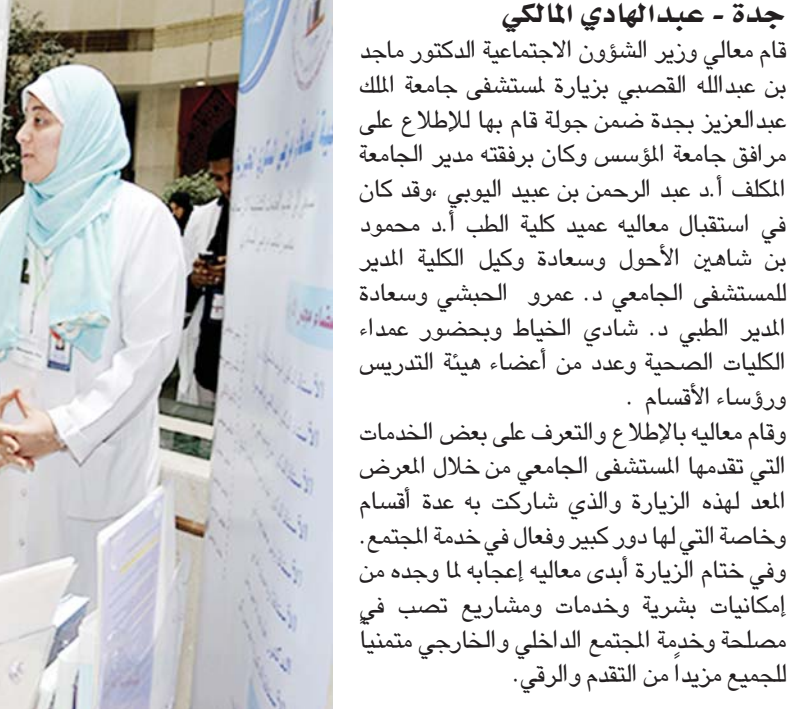 جدة - عبدالهادي المالكي
قام معالي وزير الشؤون الاجتماعية الدكتور ماجد
بن عبدالله القصبي بزيارة لمستشفى جامعة الملك
عبدالعزيز بجدة ضمن جولة قام بها للإطلاع على
مرافق جامعة المؤسس وكان برفقته مدير الجامعة
المكلف أ.د عبد الرحمن بن عبيد اليوبي ،وقد كان
في استقبال معاليه عميد كلية الطب أ.د محمود
بن شاهين الأحول وسعادة وكيل الكلية المدير
للمستشفى الجامعي د. عمرو الحبشي وسعادة
المدير الطبي د. شادي الخياط وبحضور عمداء
الكليات الصحية وعدد من أعضاء هيئة التدريس
ورؤساء الأقسام .
وقام معاليه بالإطلاع والتعرف على بعض الخدمات
التي تقدمها المستشفى الجامعي من خلال المعرض
المعد لهذه الزيارة والذي شاركت به عدة أقسام
وخاصة التي لها دور كبير وفعال في خدمة المجتمع.
وفي ختام الزيارة أبدى معاليه إعجابه لما وجده من
إمكانيات بشرية وخدمات ومشاريع تصب في
مصلحة وخدمة المجتمع الداخلي والخارجي متمنياً
للجميع مزيداً من التقدم والرقي.